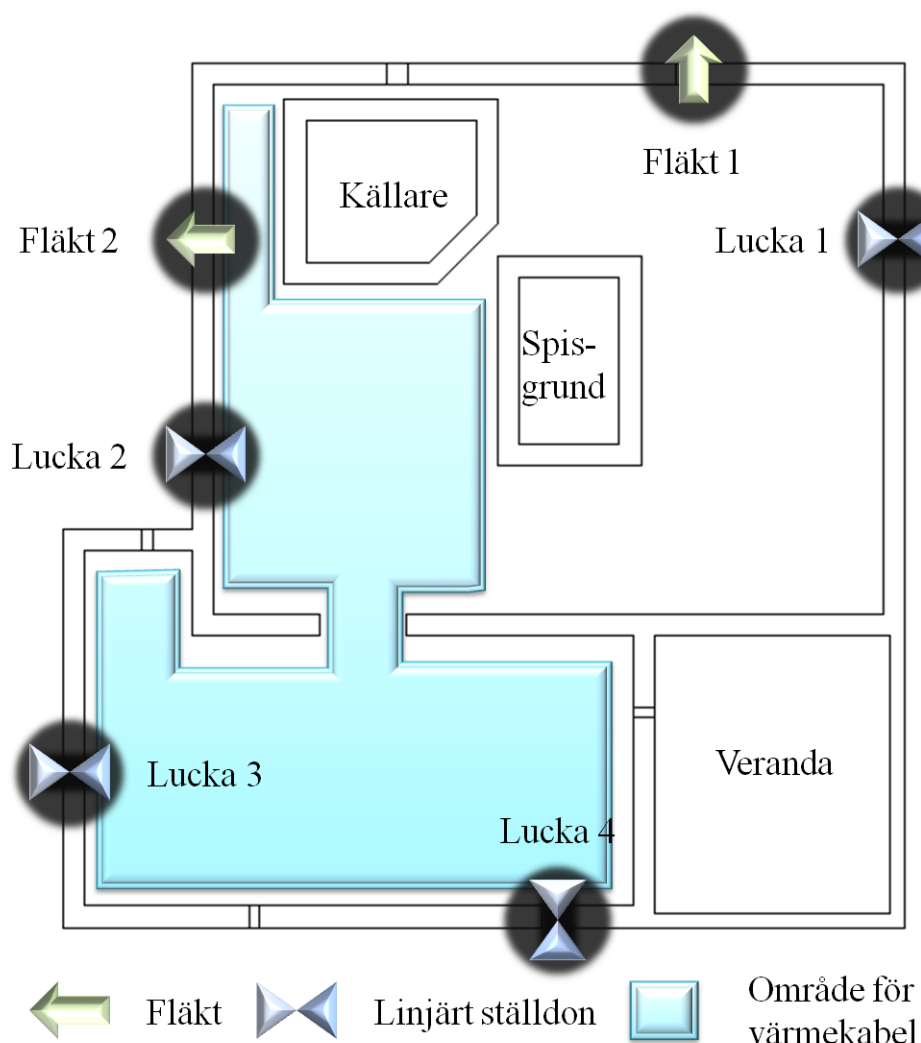 Fläkt 1
Källare
Fläkt 2
Lucka 1
Spis-
grund
Lucka 2
Lucka 3
Veranda
Lucka 4
Fläkt
Linjärt ställdon
Område för
värmekabel